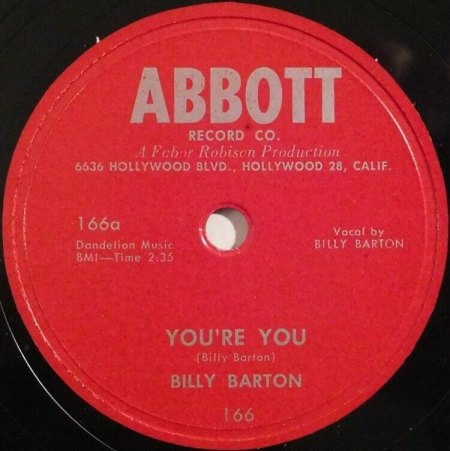 ABBOTT
RECORD CO.
A Fabor Robison Production
6636 HOLLYWOOD BLVD., HOLLYWOOD 28, CALIF.
166a
Dandelion Music
BMI—Time 2:35
Vocal by
BILLY BARTON
YOU'RE YOU
(Billy Barton)
BILLY BARTON
166